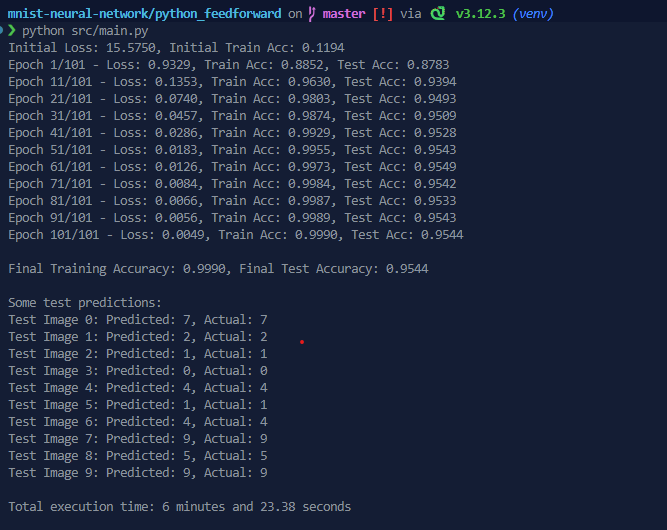 mnist-neural-network/python_feedforward on master [!] via v3.12.3 (venv)
❯ python src/main.py
Initial Loss: 15.5750, Initial Train Acc: 0.1194
Epoch 1/101 - Loss: 0.9329, Train Acc: 0.8852, Test Acc: 0.8783
Epoch 11/101 - Loss: 0.1353, Train Acc: 0.9630, Test Acc: 0.9394
Epoch 21/101 - Loss: 0.0740, Train Acc: 0.9803, Test Acc: 0.9493
Epoch 31/101 - Loss: 0.0457, Train Acc: 0.9874, Test Acc: 0.9509
Epoch 41/101 - Loss: 0.0286, Train Acc: 0.9929, Test Acc: 0.9528
Epoch 51/101 - Loss: 0.0183, Train Acc: 0.9955, Test Acc: 0.9543
Epoch 61/101 - Loss: 0.0126, Train Acc: 0.9973, Test Acc: 0.9549
Epoch 71/101 - Loss: 0.0084, Train Acc: 0.9984, Test Acc: 0.9542
Epoch 81/101 - Loss: 0.0066, Train Acc: 0.9987, Test Acc: 0.9533
Epoch 91/101 - Loss: 0.0056, Train Acc: 0.9989, Test Acc: 0.9543
Epoch 101/101 - Loss: 0.0049, Train Acc: 0.9990, Test Acc: 0.9544
Final Training Accuracy: 0.9990, Final Test Accuracy: 0.9544
Some test predictions:
Test Image 0: Predicted: 7, Actual: 7
Test Image 1: Predicted: 2, Actual: 2
Test Image 2: Predicted: 1, Actual: 1
Test Image 3: Predicted: 0, Actual: 0
Test Image 4: Predicted: 4, Actual: 4
Test Image 5: Predicted: 1, Actual: 1
Test Image 6: Predicted: 4, Actual: 4
Test Image 7: Predicted: 9, Actual: 9
Test Image 8: Predicted: 5, Actual: 5
Test Image 9: Predicted: 9, Actual: 9
Total execution time: 6 minutes and 23.38 seconds